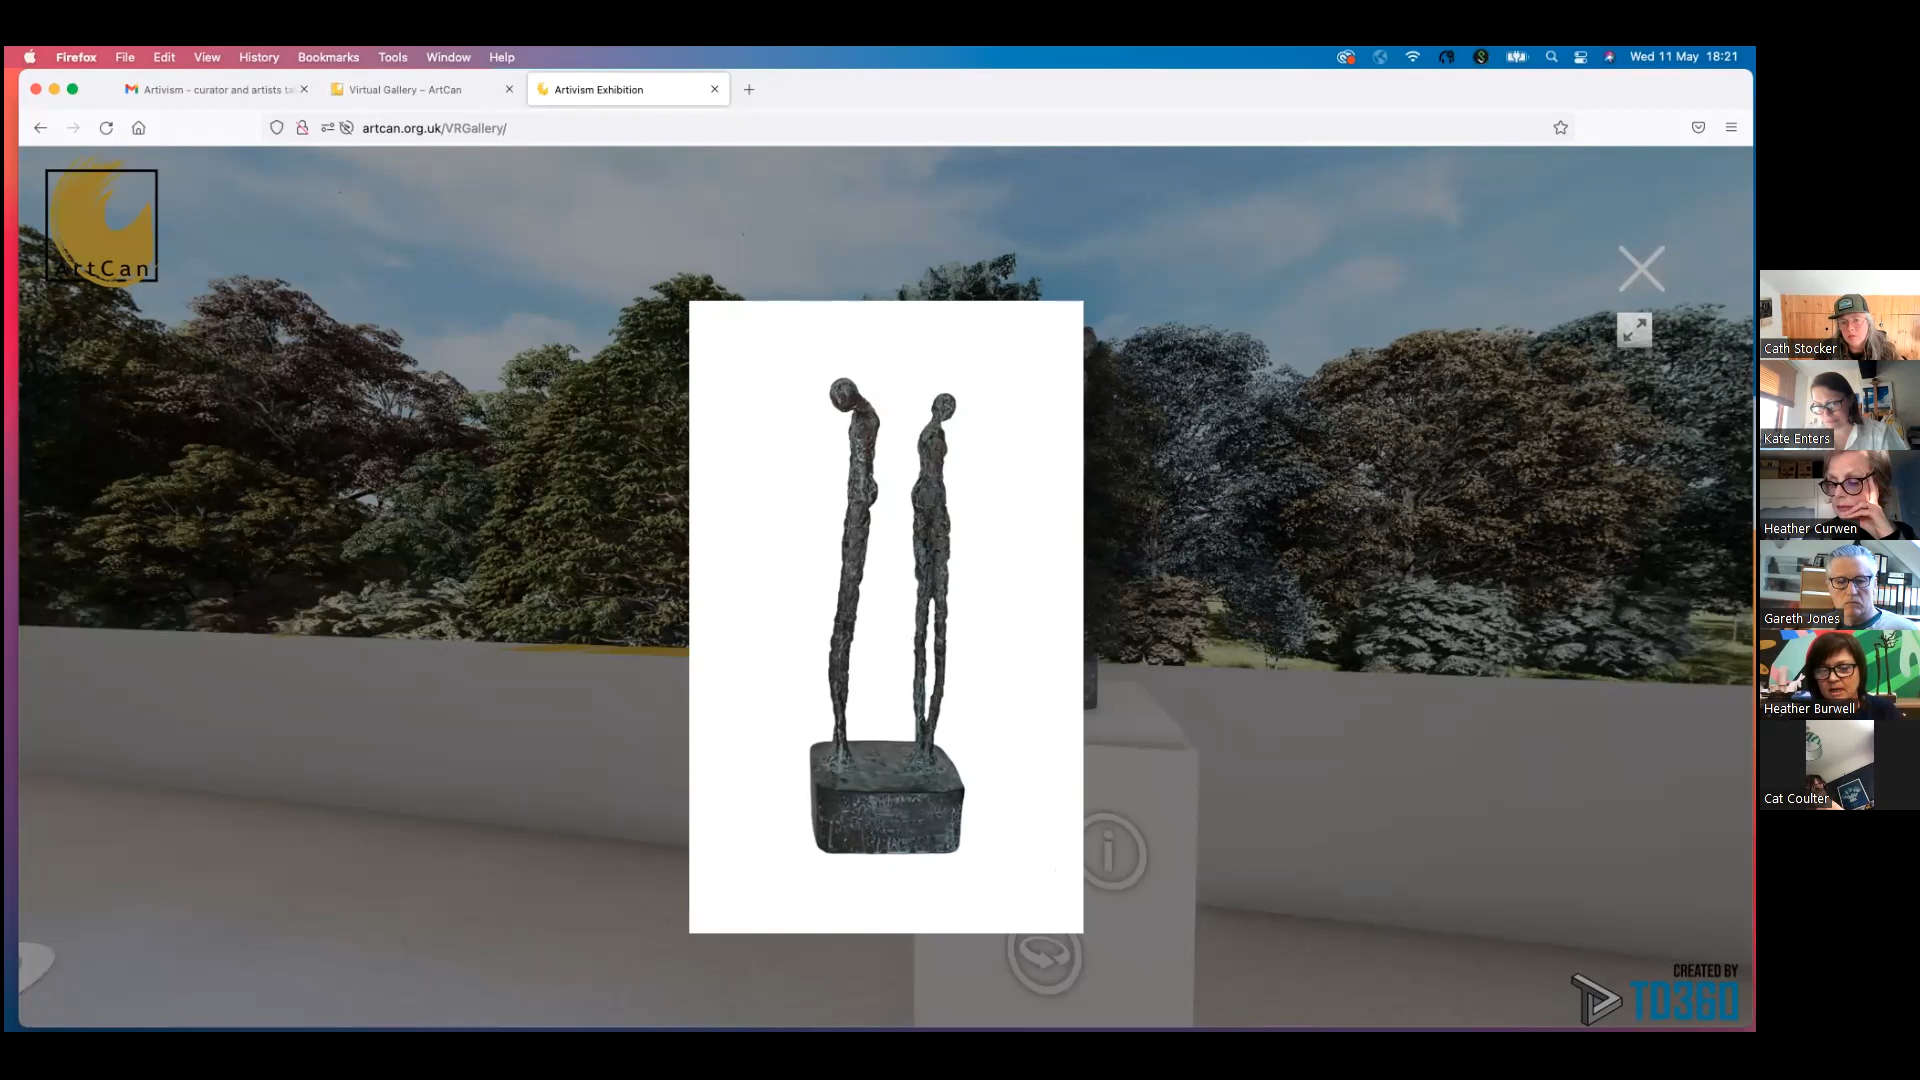 Firefox File Edit View History Bookmarks Tools Window Help Wed 11 May 18:21
Artivism - curator and artists ta Virtual Gallery – ArtCan Artivism Exhibition
artcan.org.uk/VRGallery/
ArtCan
Cath Stocker
Kate Enters
Heather Curwen
Gareth Jones
Heather Burwell
Cat Coulter
CREATED BY
TD360